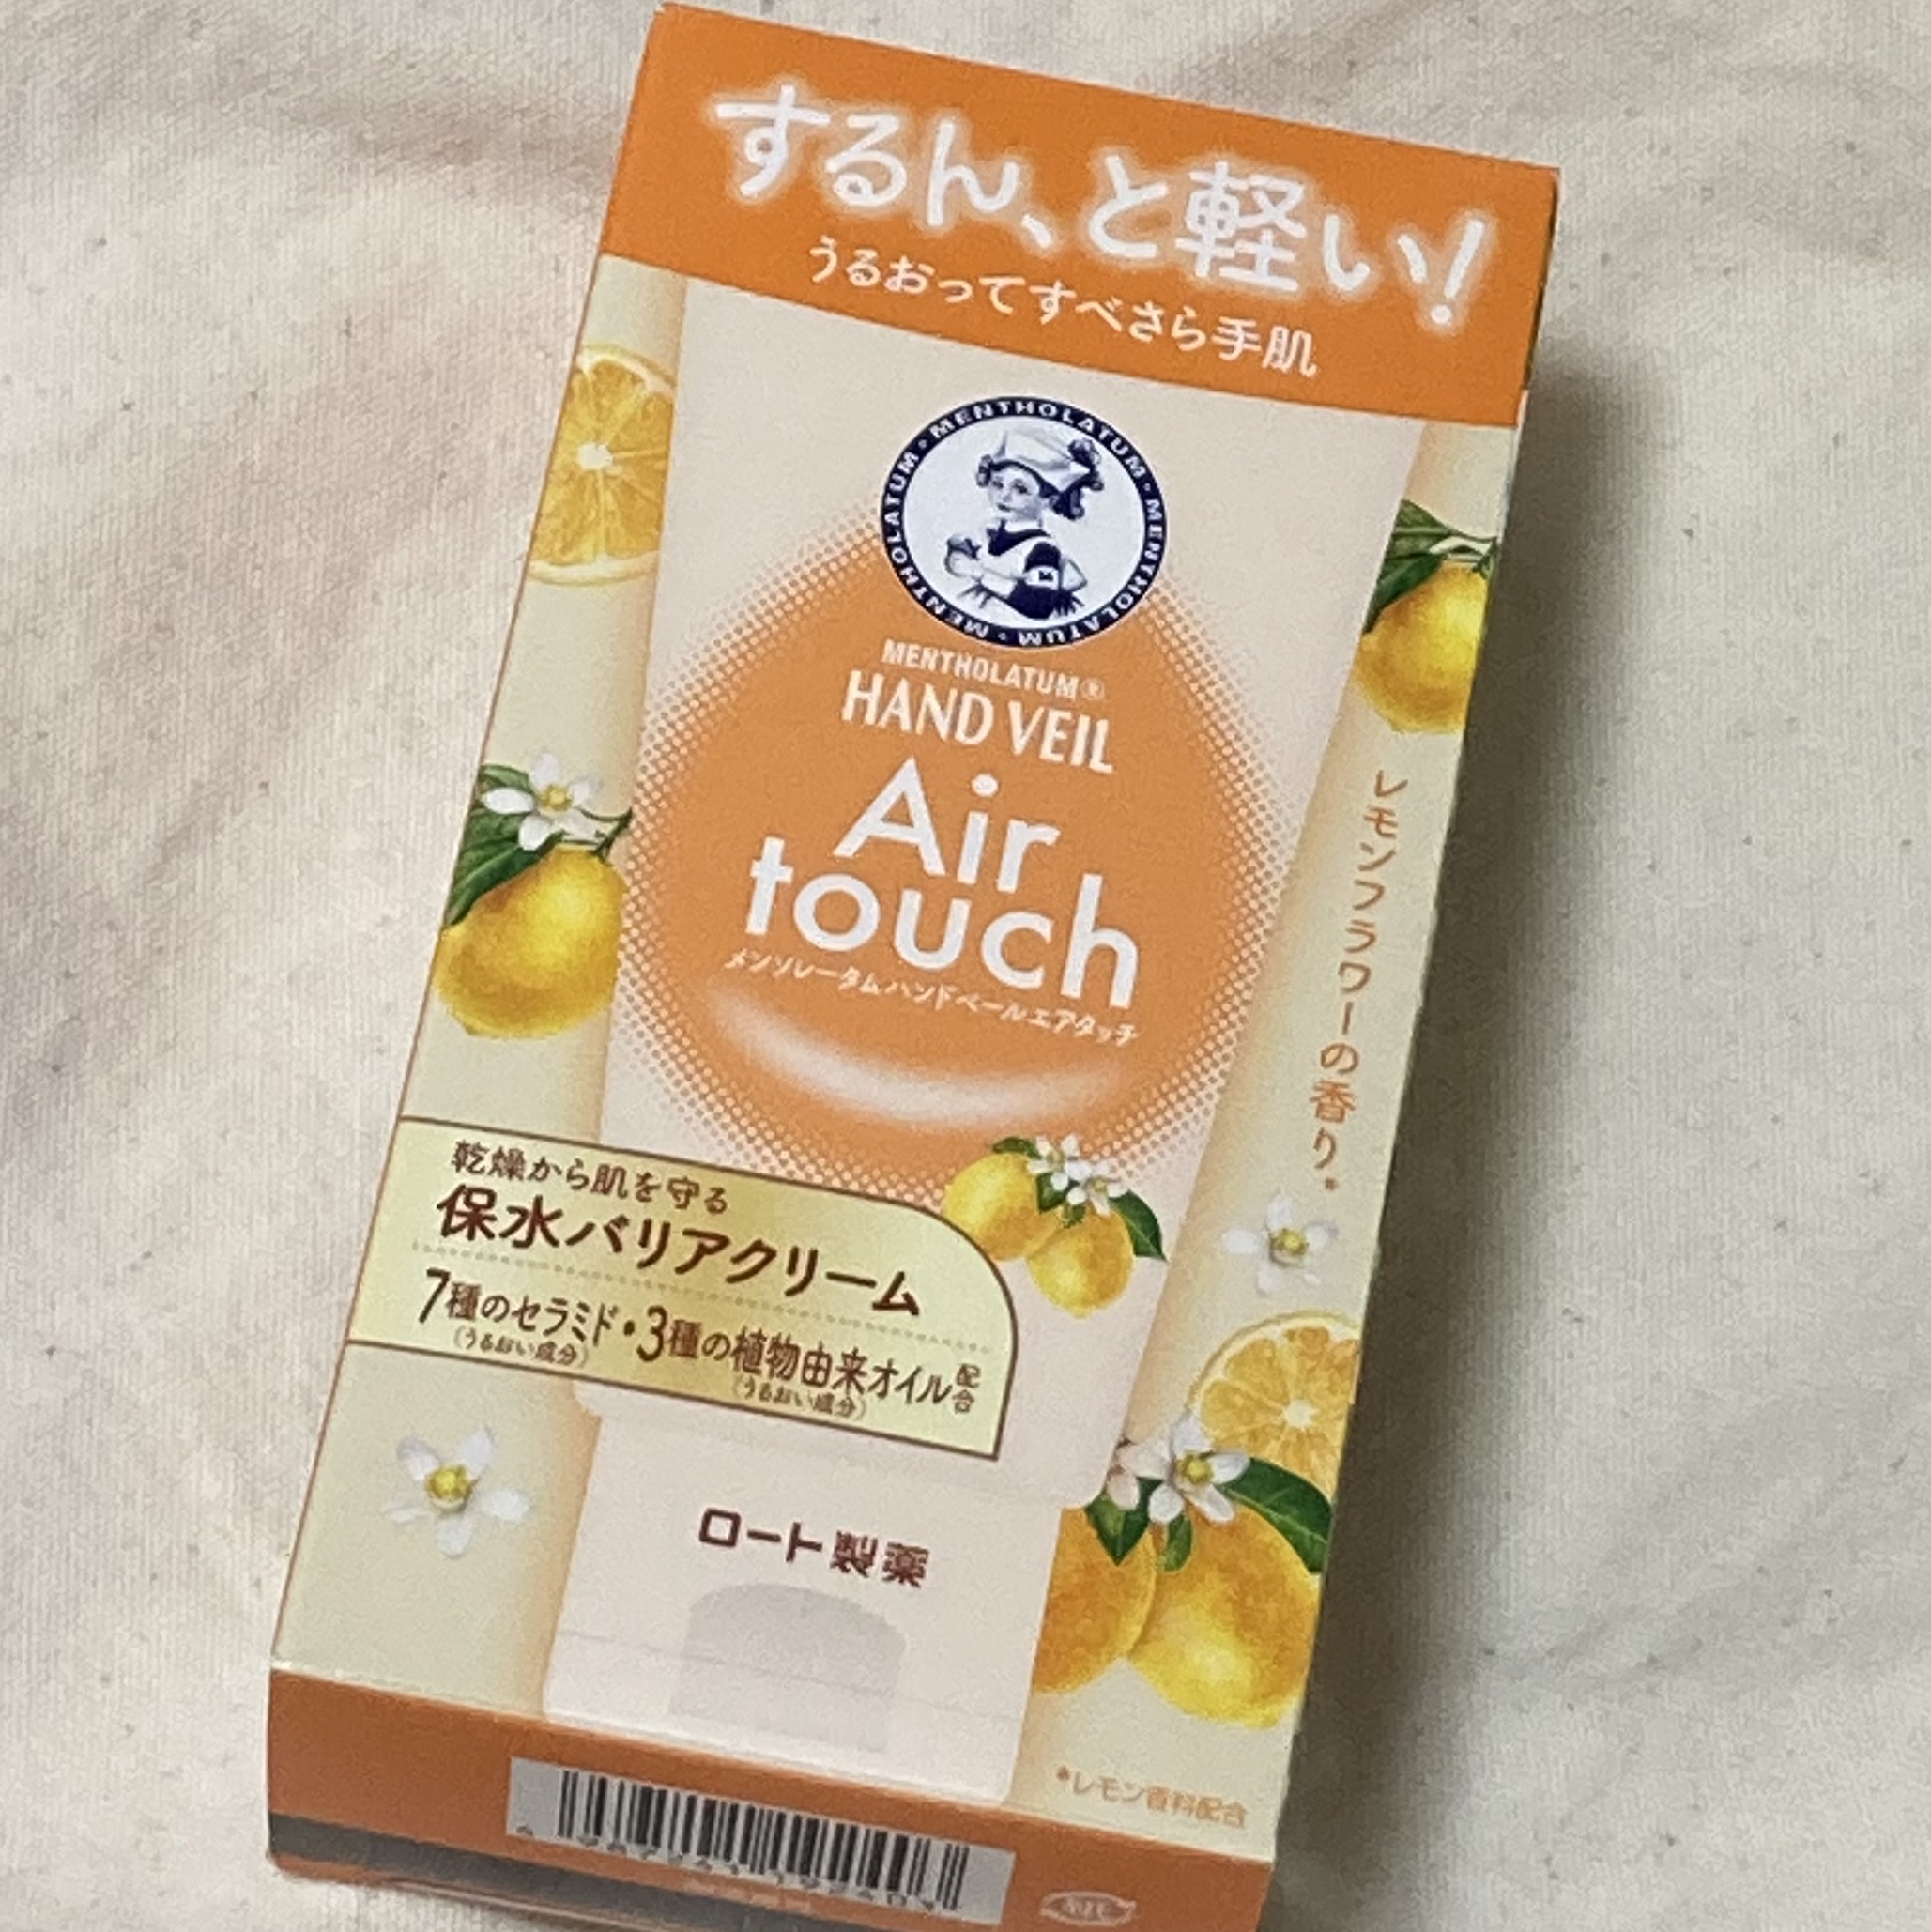 するん、と軽い!
うるおってすべさら手肌
MENTHOLATUM・MENTHOLATUM・MENTHOLATUM・MENTHOLATUM
MENTHOLATUM®
HAND VEIL
Air
touch
メンソレータムハンドベールエアタッチ
レモンフラワーの香り*
乾燥から肌を守る
保水バリアクリーム
7種のセラミド・3種の植物由来オイル配合
(うるおい成分) (うるおい成分)
ロート製薬
*レモン香料配合